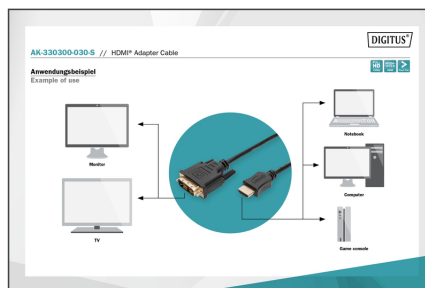 DIGITUS®
AK-330300-030-S // HDMI® Adapter Cable
Anwendungsbeispiel
Example of use
Monitor
TV
Notebook
Computer
Game console